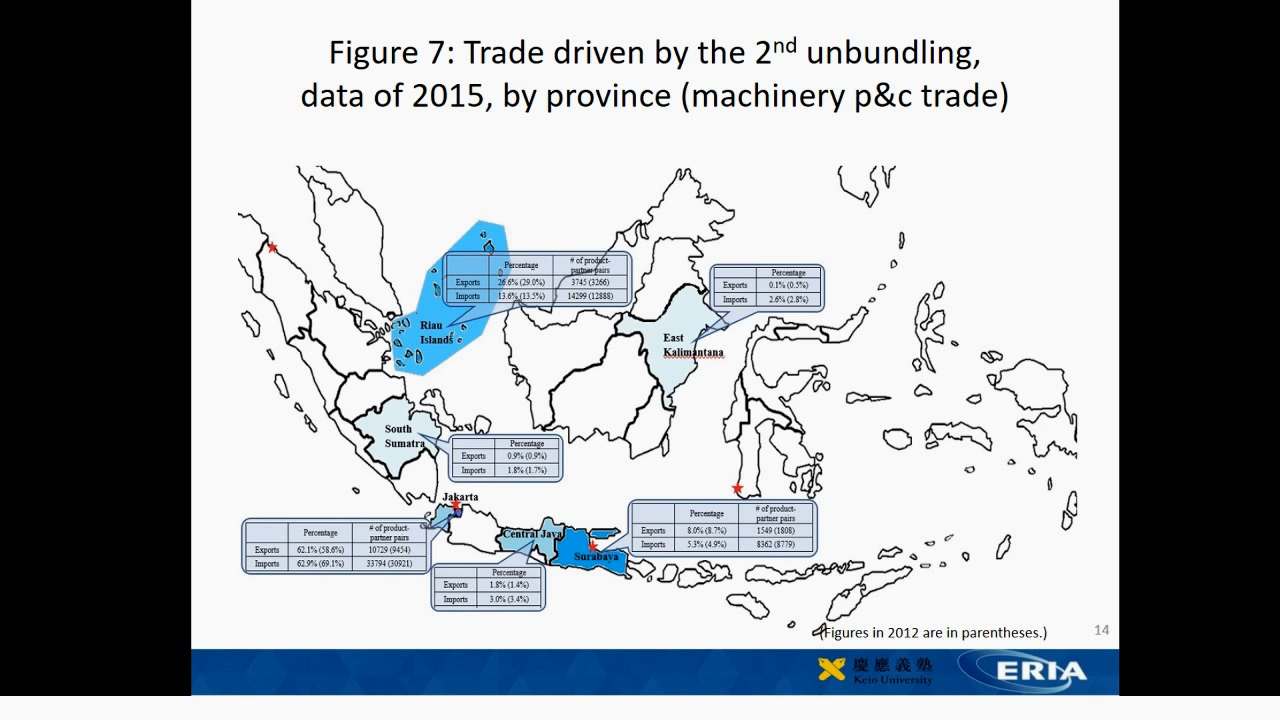 Figure 7: Trade driven by the 2nd unbundling,
data of 2015, by province (machinery p&c trade)
Percentage # of product-partner pairs
Exports 26.6% (29.0%) 3745 (3266)
Imports 13.6% (13.5%) 14299 (12888)
Percentage
Exports 0.1% (0.5%)
Imports 2.6% (2.8%)
Riau
Islands
East
Kalimantana
South
Sumatra
Percentage
Exports 0.9% (0.9%)
Imports 1.8% (1.7%)
Jakarta
Percentage # of product-partner pairs
Exports 62.1% (58.6%) 10729 (9454)
Imports 62.9% (69.1%) 33794 (30921)
Central Java
Surabaya
Percentage # of product-partner pairs
Exports 8.0% (8.7%) 1549 (1808)
Imports 5.3% (4.9%) 8362 (8779)
Percentage
Exports 1.8% (1.4%)
Imports 3.0% (3.4%)
(Figures in 2012 are in parentheses.)
14
慶應義塾
Keio University
ERIA